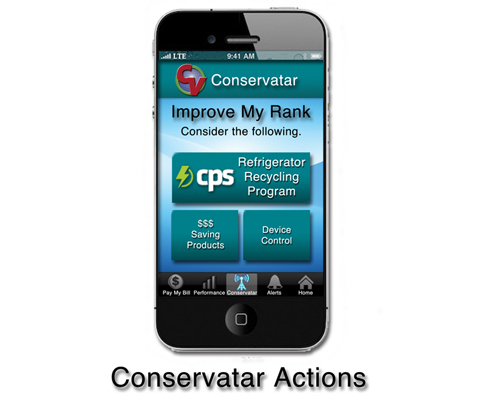 LTE 9:41 AM
CV Conservatar
Improve My Rank
Consider the following.
cps
Refrigerator
Recycling
Program
$$$
Saving
Products
Device
Control
$
Pay My Bill Performance Conservatar Alerts Home
Conservatar Actions